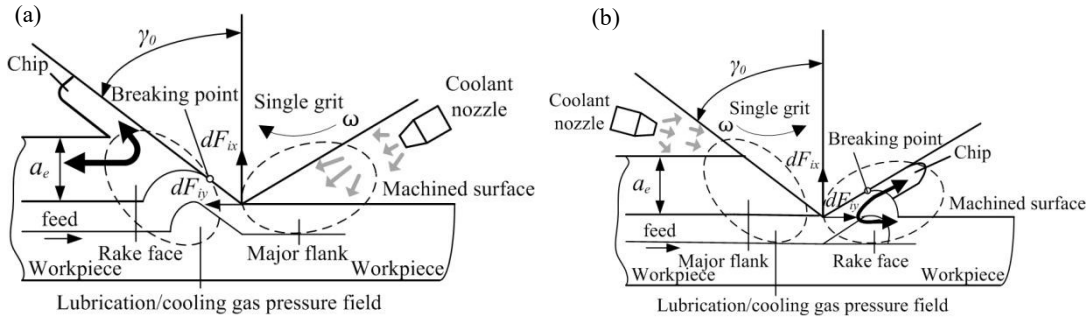 (a)
γ₀
Chip
Breaking point
Single grit
ω
Coolant
nozzle
dFᵢₓ
aₑ
dFᵢᵧ
Machined surface
feed
Rake face
Major flank
Workpiece
Workpiece
Lubrication/cooling gas pressure field
(b)
γ₀
Coolant
nozzle
Single grit
ω
Breaking point
dFᵢₓ
Chip
aₑ
dFᵢᵧ
Machined surface
feed
Major flank
Rake face
Workpiece
Workpiece
Lubrication/cooling gas pressure field